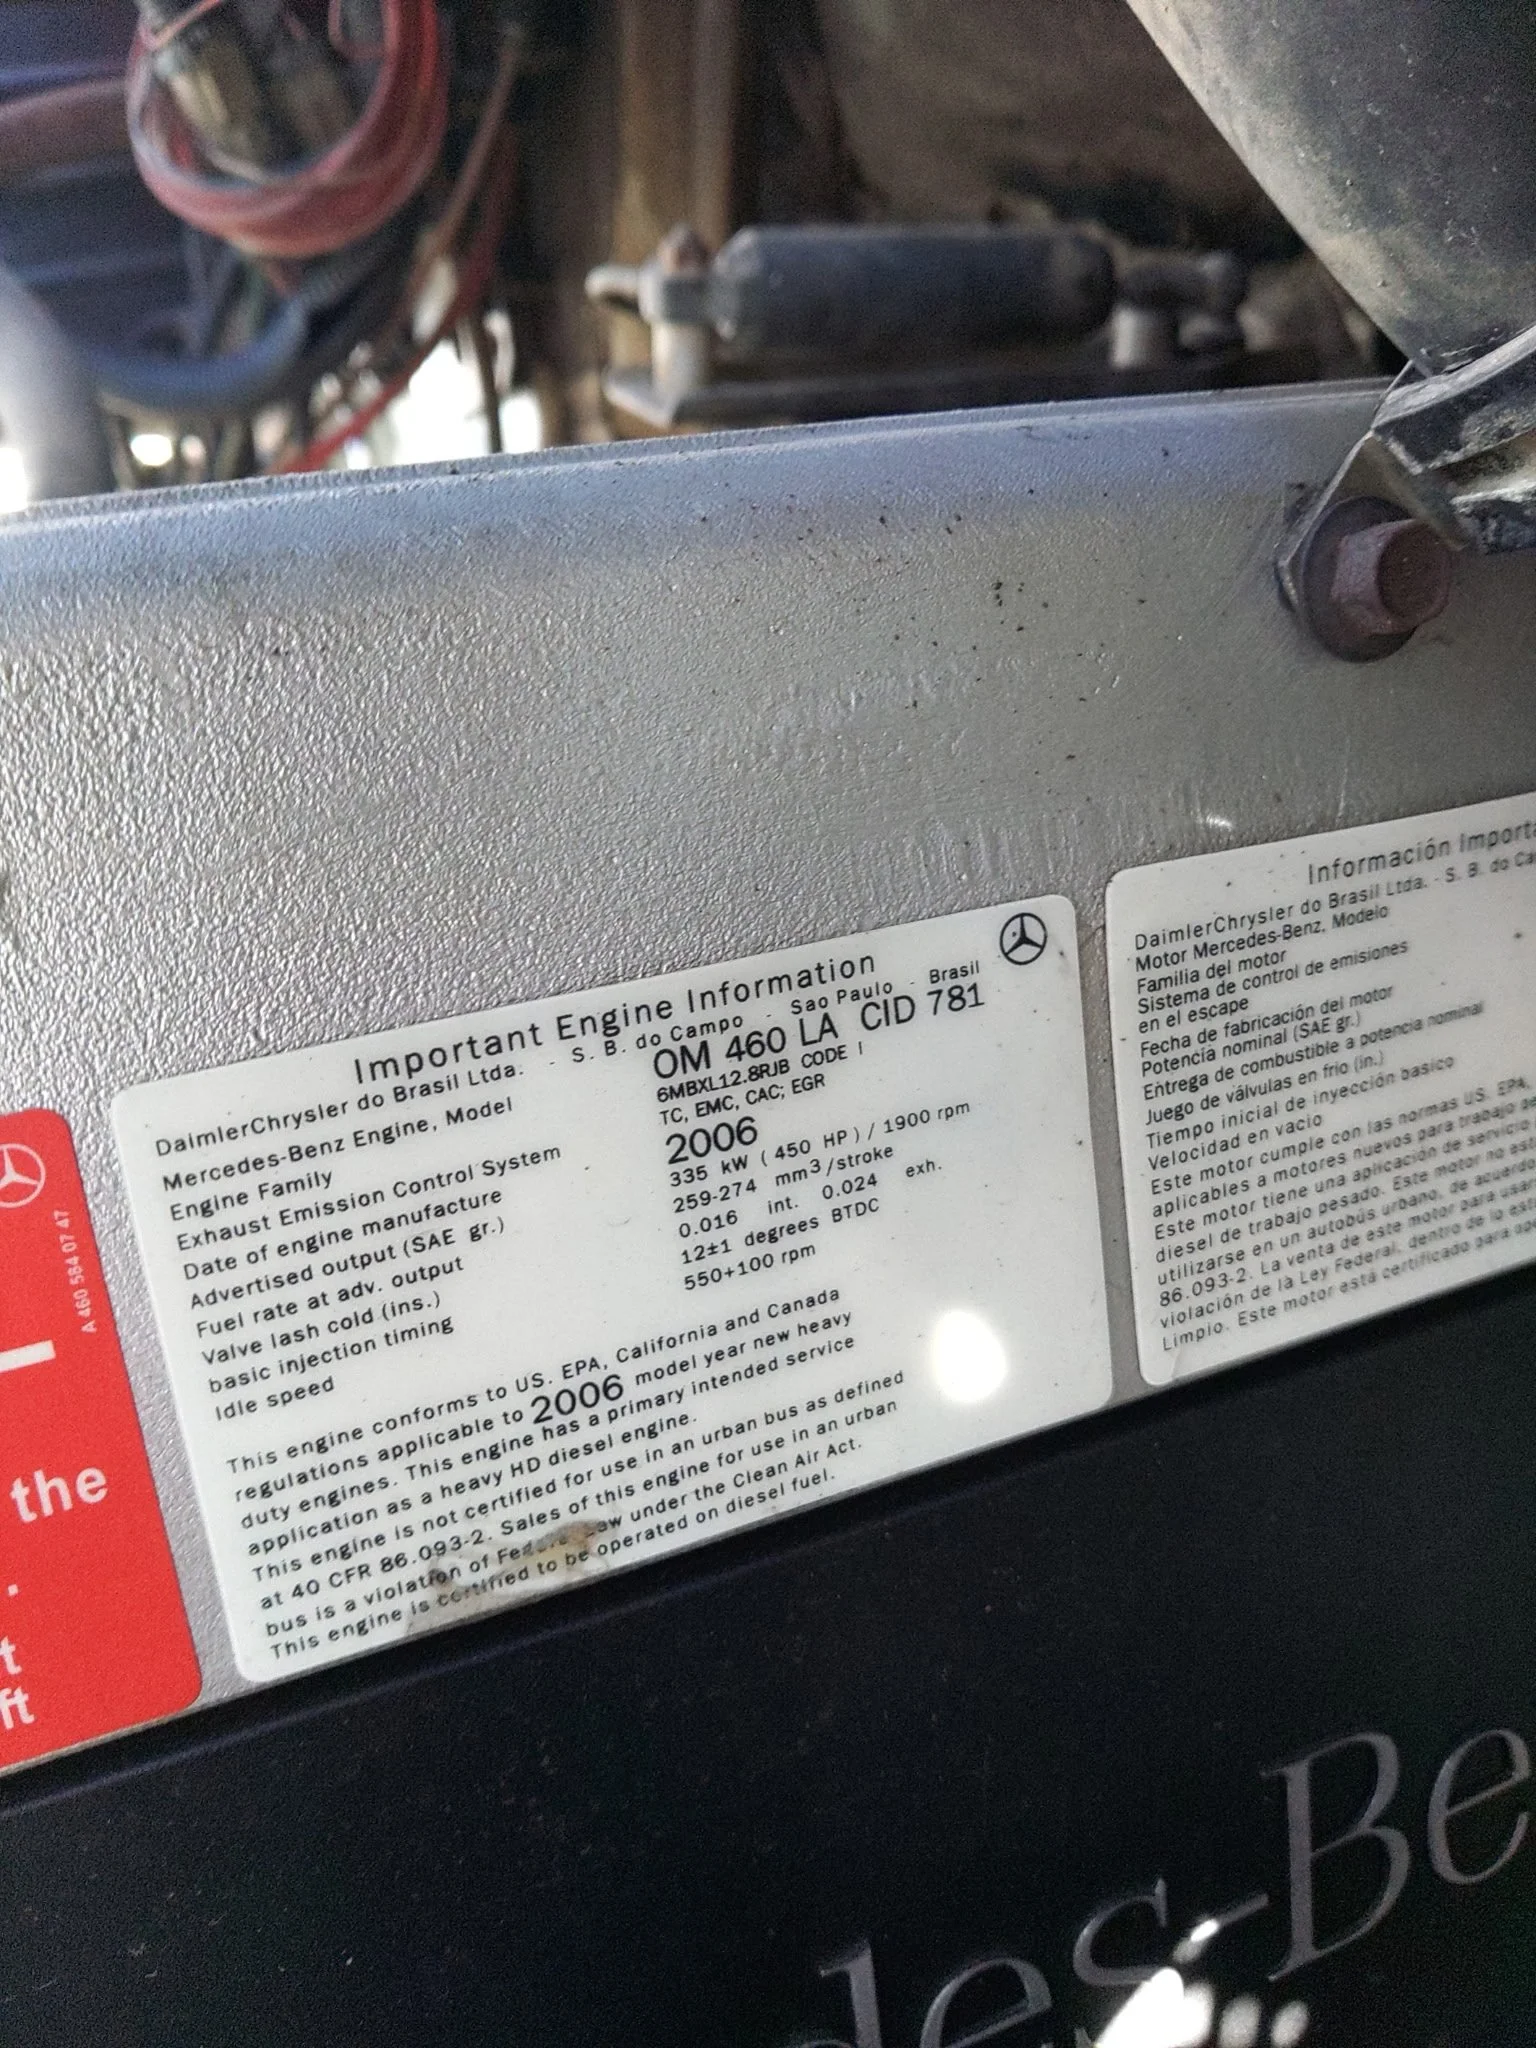 Important Engine Information
DaimlerChrysler do Brasil Ltda. - S. B. do Campo - Sao Paulo - Brasil
Mercedes-Benz Engine, Model OM 460 LA CID 781
Engine Family 6MBXL12.8RJB CODE I
Exhaust Emission Control System TC, EMC, CAC; EGR
Date of engine manufacture 2006
Advertised output (SAE gr.) 335 kW ( 450 HP ) / 1900 rpm
Fuel rate at adv. output 259-274 mm3/stroke
Valve lash cold (ins.) 0.016 int. 0.024 exh.
basic injection timing 12±1 degrees BTDC
Idle speed 550+100 rpm
This engine conforms to US. EPA, California and Canada
regulations applicable to 2006 model year new heavy
duty engines. This engine has a primary intended service
application as a heavy HD diesel engine.
This engine is not certified for use in an urban bus as defined
at 40 CFR 86.093-2. Sales of this engine for use in an urban
bus is a violation of Federal Law under the Clean Air Act.
This engine is certified to be operated on diesel fuel.
Información Importa
DaimlerChrysler do Brasil Ltda. - S. B. do Ca
Motor Mercedes-Benz, Modelo
Familia del motor
Sistema de control de emisiones
en el escape
Fecha de fabricación del motor
Potencia nominal (SAE gr.)
Entrega de combustible a potencia nominal
Juego de válvulas en frio (in.)
Tiempo inicial de inyección basico
Velocidad en vacio
Este motor cumple con las normas US. EPA,
aplicables a motores nuevos para trabajo de
Este motor tiene una aplicación de servicio
diesel de trabajo pesado. Este motor no est
utilizarse en un autobús urbano, de acuerdo
86.093-2. La venta de este motor para usar
violación de la Ley Federal, dentro de lo est
Limpio. Este motor está certificado para ope
A 460 584 07 47
the
.
t
ft
des-Be